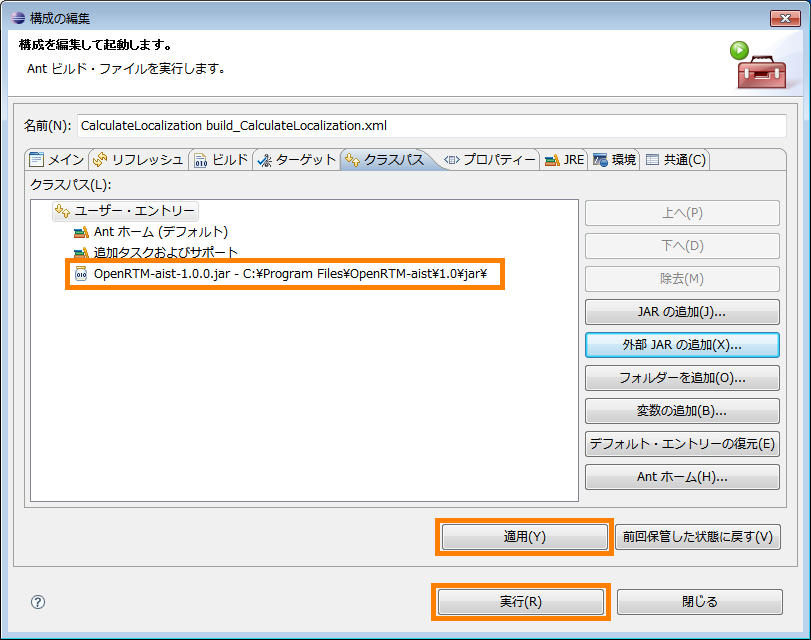 構成の編集
構成を編集して起動します。
Ant ビルド・ファイルを実行します。
名前(N): CalculateLocalization build_CalculateLocalization.xml
メイン リフレッシュ ビルド ターゲット クラスパス プロパティー JRE 環境 共通(C)
クラスパス(L):
ユーザー・エントリー
Ant ホーム (デフォルト)
追加タスクおよびサポート
OpenRTM-aist-1.0.0.jar - C:¥Program Files¥OpenRTM-aist¥1.0¥jar¥
上へ(P)
下へ(D)
除去(M)
JAR の追加(J)...
外部 JAR の追加(X)...
フォルダーを追加(O)...
変数の追加(B)...
デフォルト・エントリーの復元(E)
Ant ホーム(H)...
適用(Y) 前回保管した状態に戻す(V)
実行(R) 閉じる